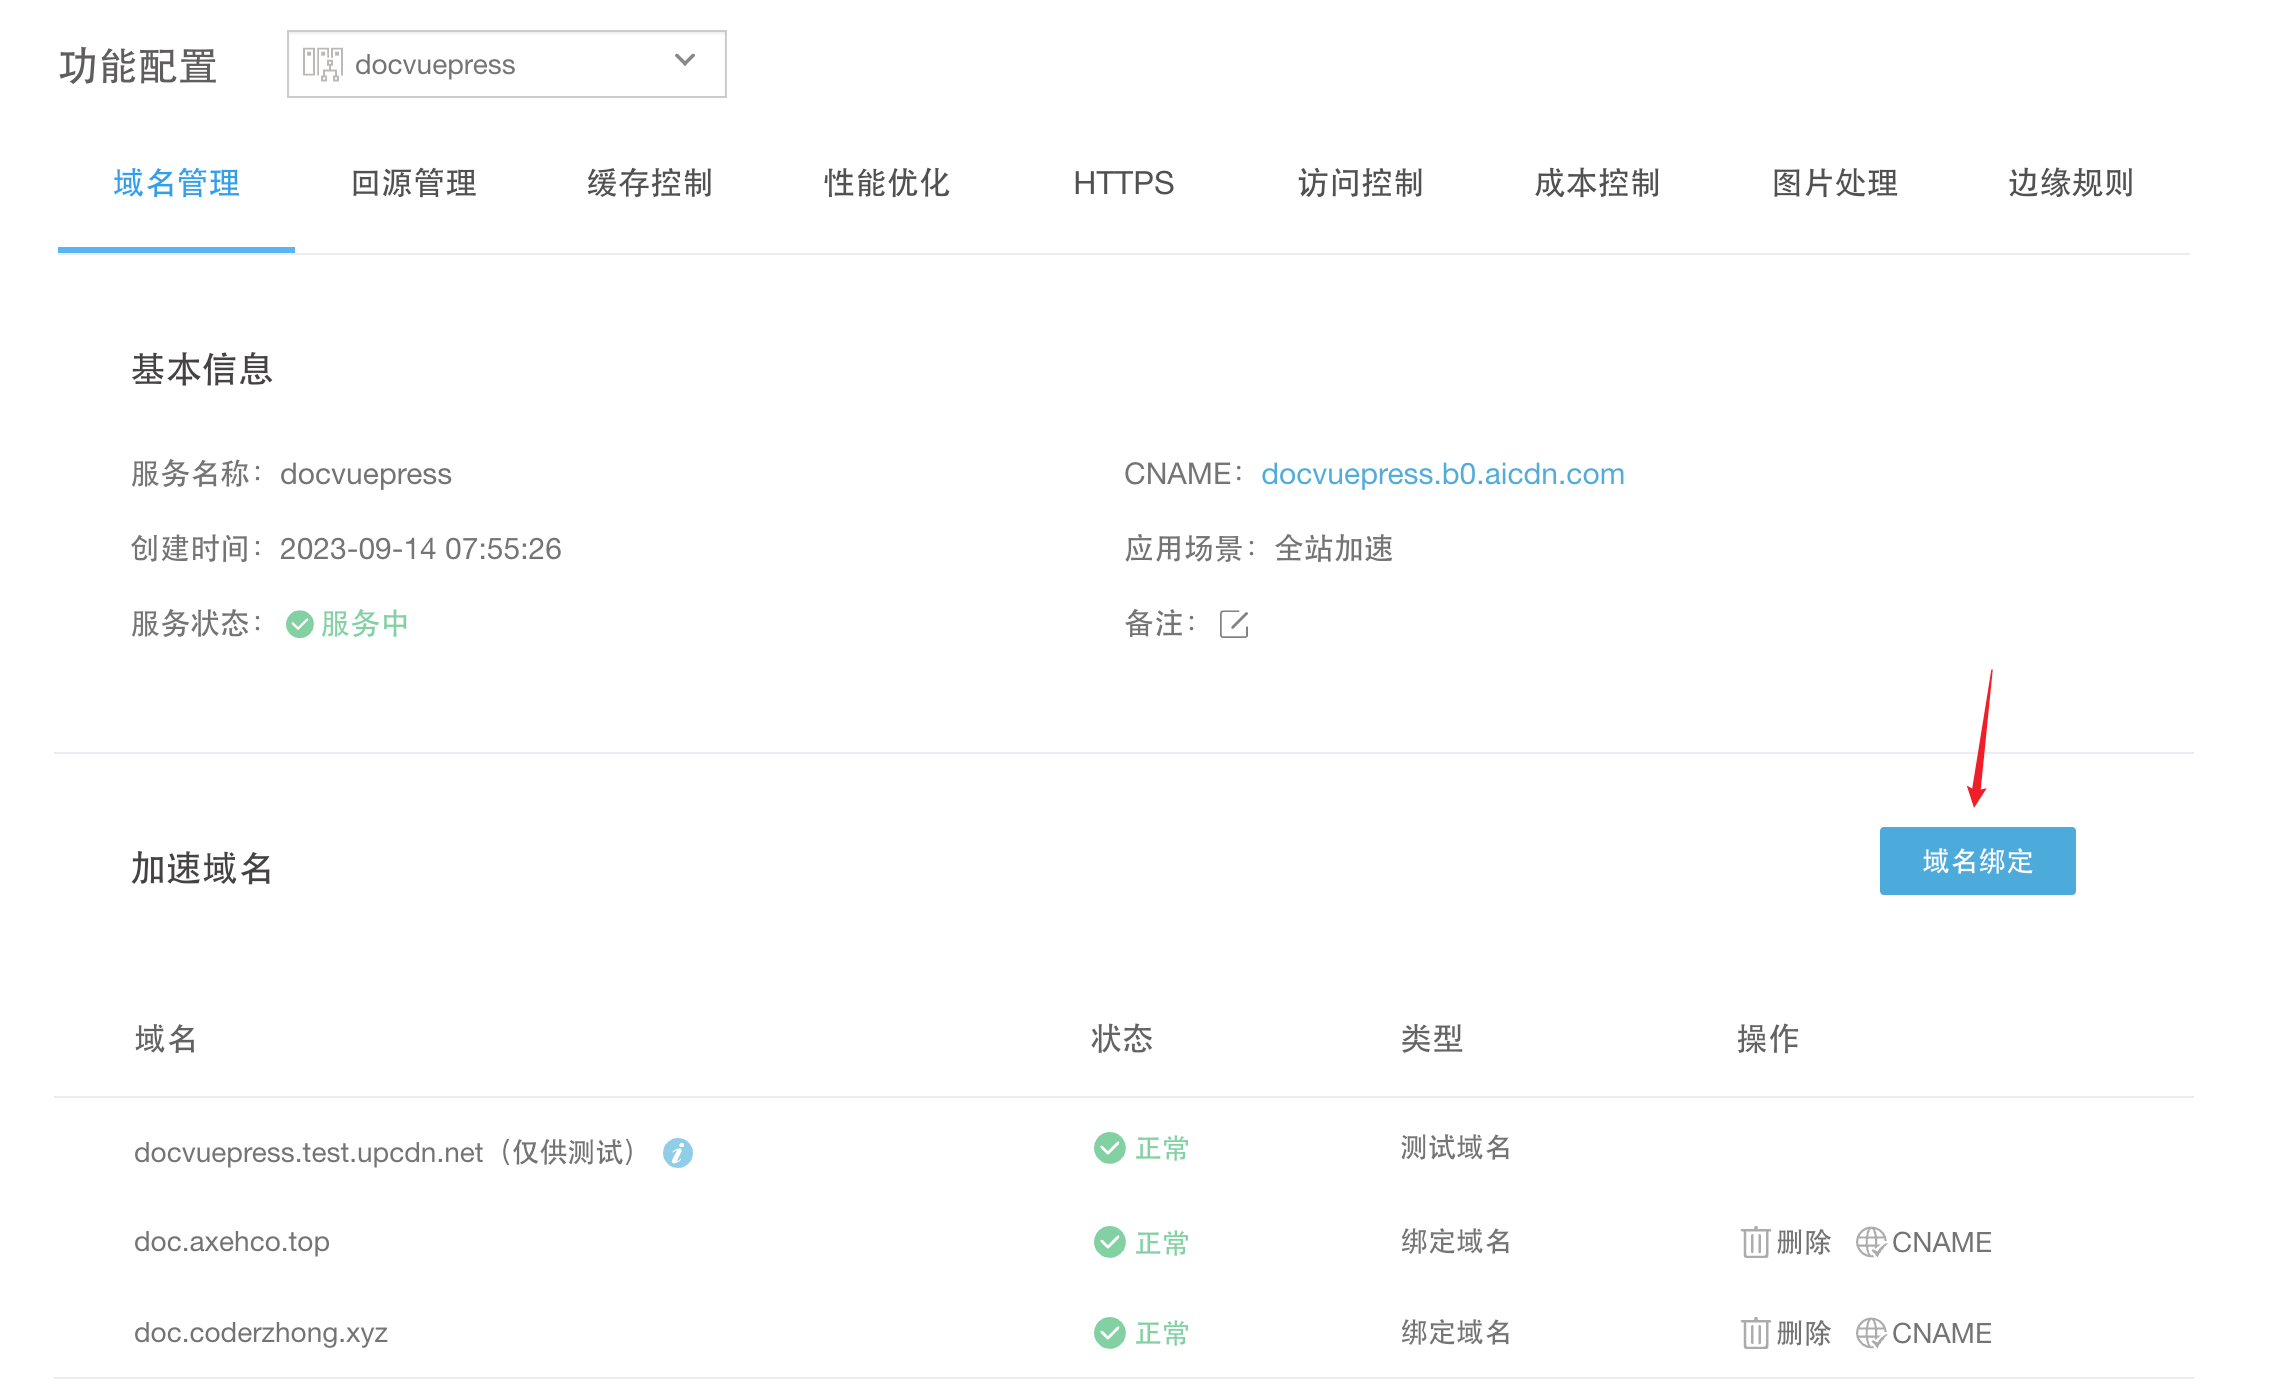 功能配置 docvuepress
域名管理 回源管理 缓存控制 性能优化 HTTPS 访问控制 成本控制 图片处理 边缘规则
基本信息
服务名称： docvuepress CNAME： docvuepress.b0.aicdn.com
创建时间： 2023-09-14 07:55:26 应用场景： 全站加速
服务状态： 服务中 备注：
加速域名 域名绑定
域名 状态 类型 操作
docvuepress.test.upcdn.net（仅供测试） 正常 测试域名
doc.axehco.top 正常 绑定域名 删除 CNAME
doc.coderzhong.xyz 正常 绑定域名 删除 CNAME